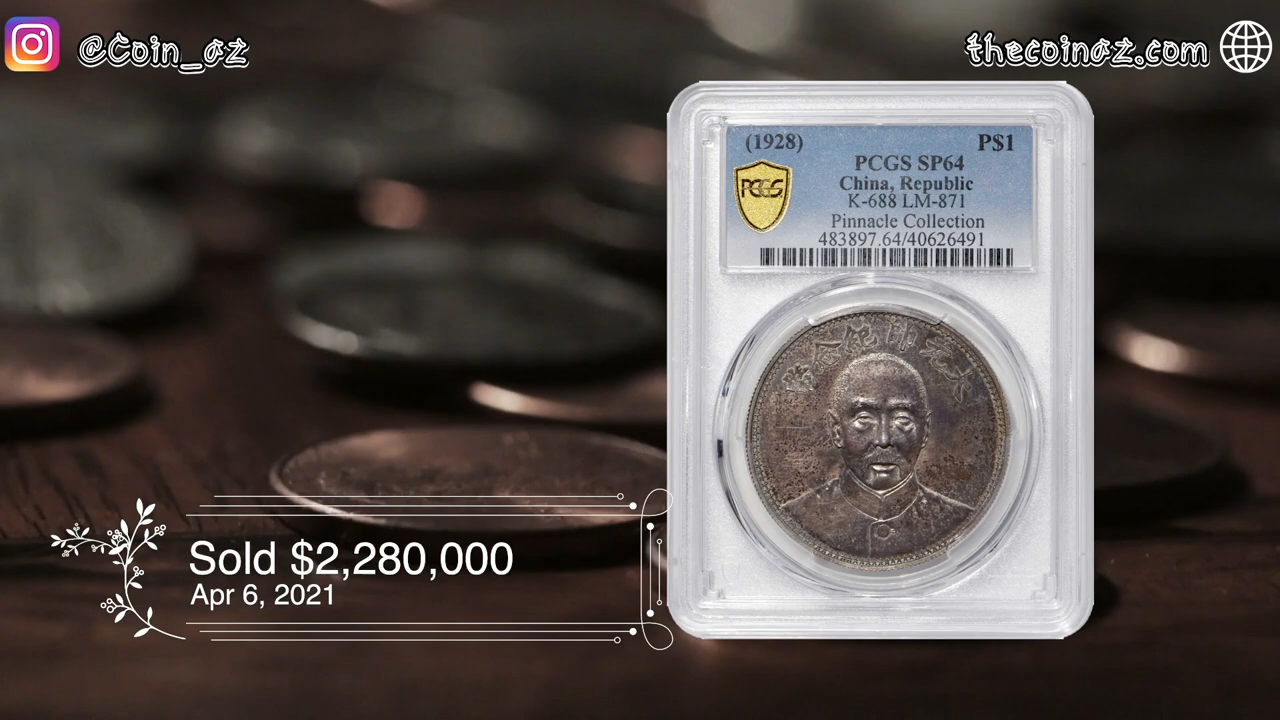 @Coin_az
thecoinaz.com
(1928) P$1
PCGS SP64
PCGS
China, Republic
K-688 LM-871
Pinnacle Collection
483897.64/40626491
Sold $2,280,000
Apr 6, 2021